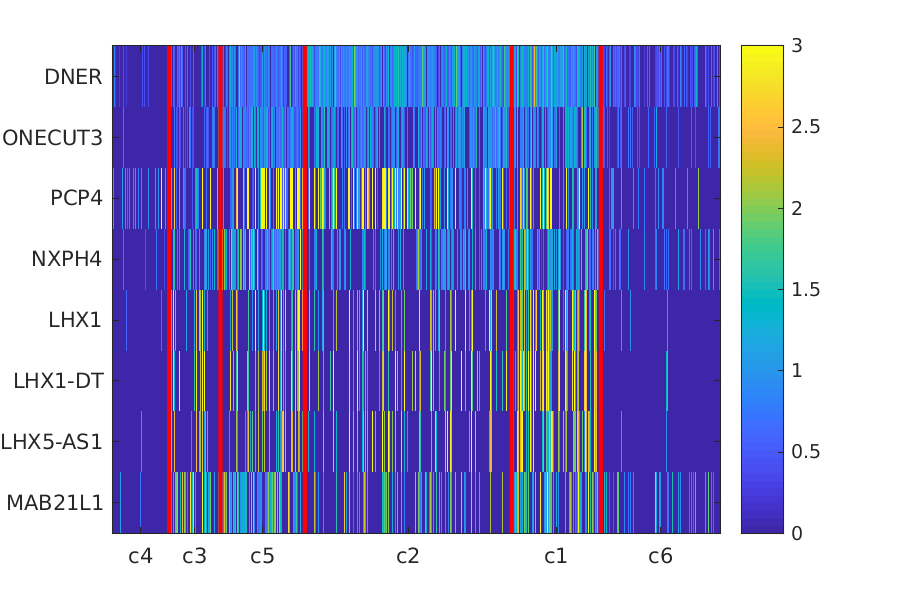 DNER
ONECUT3
PCP4
NXPH4
LHX1
LHX1-DT
LHX5-AS1
MAB21L1
c4 c3 c5 c2 c1 c6
3
2.5
2
1.5
1
0.5
0